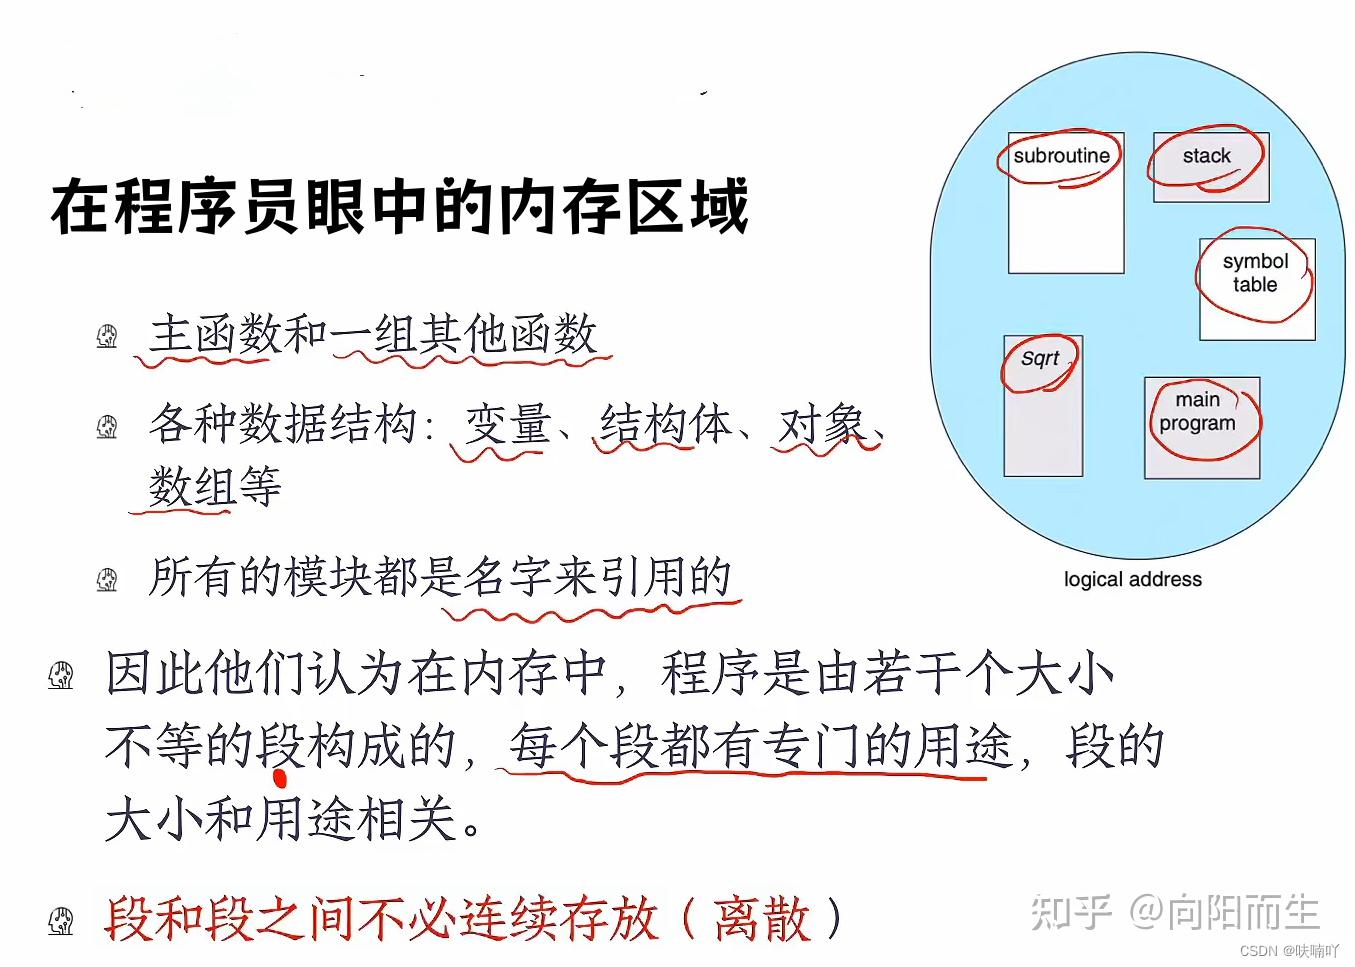 在程序员眼中的内存区域
主函数和一组其他函数
各种数据结构：变量、结构体、对象、
数组等
所有的模块都是名字来引用的
因此他们认为在内存中，程序是由若干个大小
不等的段构成的，每个段都有专门的用途，段的
大小和用途相关。
段和段之间不必连续存放（离散）
subroutine
stack
symbol
table
Sqrt
main
program
logical address
知乎 @向阳而生
CSDN @呋喃吖